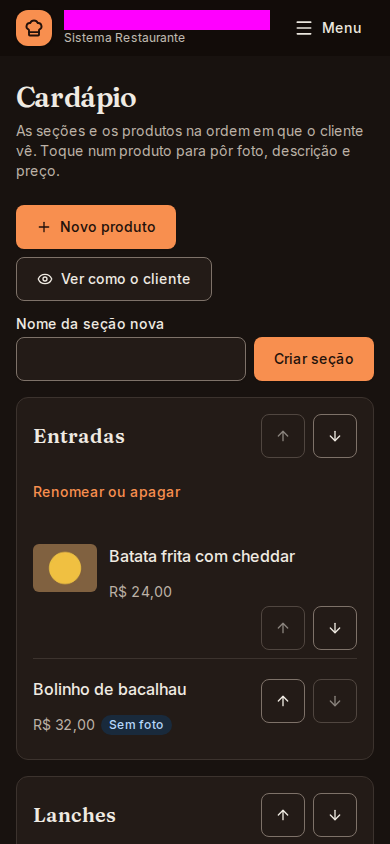 Sistema Restaurante
Menu
Cardápio
As seções e os produtos na ordem em que o cliente
vê. Toque num produto para pôr foto, descrição e
preço.
Novo produto
Ver como o cliente
Nome da seção nova
Criar seção
Entradas
Renomear ou apagar
Batata frita com cheddar
R$ 24,00
Bolinho de bacalhau
R$ 32,00 Sem foto
Lanches